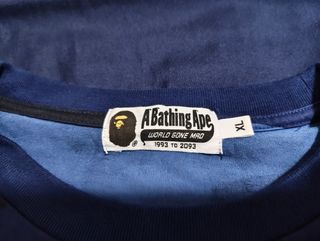 A Bathing Ape
®
WORLD GONE MAD
1993 TO 2093
XL